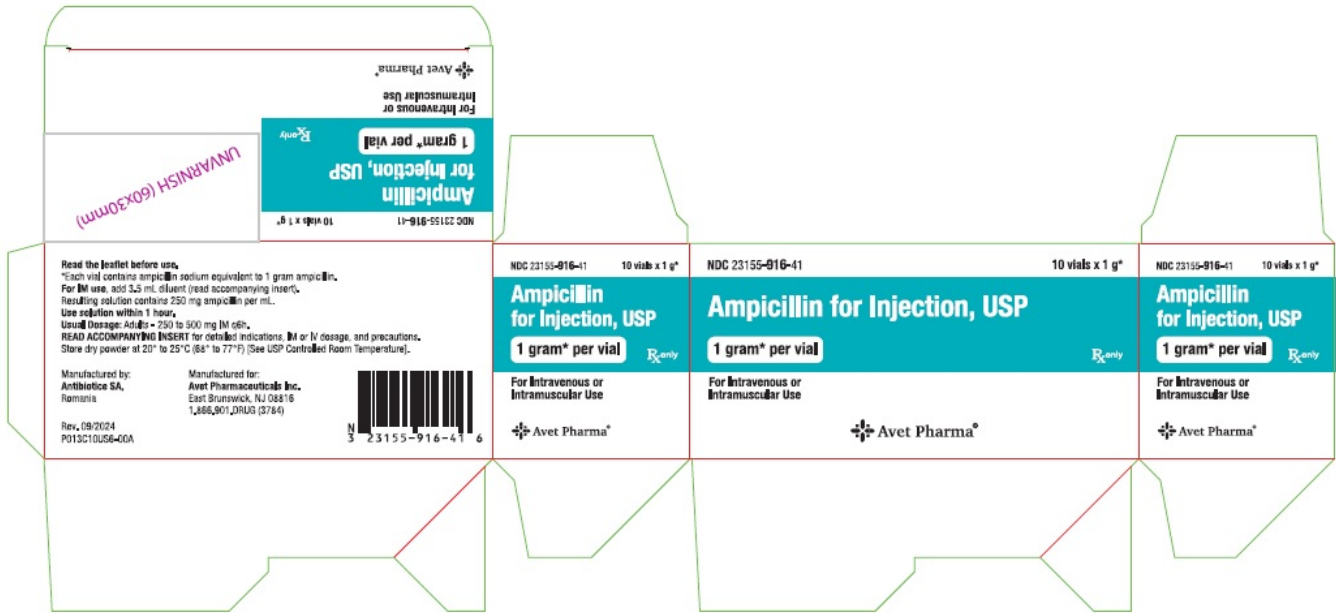 Avet Pharma®
For Intravenous or
Intramuscular Use
1 gram* per vial
Rx only
Ampicillin
for Injection, USP
NDC 23155-916-41 10 vials x 1 g*
UNVARNISH (60x30mm)
Read the leaflet before use.
*Each vial contains ampicillin sodium equivalent to 1 gram ampicillin.
For IM use, add 3.5 mL diluent (read accompanying insert).
Resulting solution contains 250 mg ampicillin per mL.
Use solution within 1 hour.
Usual Dosage: Adults - 250 to 500 mg IM q6h.
READ ACCOMPANYING INSERT for detailed indications, IM or IV dosage, and precautions.
Store dry powder at 20° to 25°C (68° to 77°F) [See USP Controlled Room Temperature].
Manufactured by:
Antibiotice SA,
Romania
Manufactured for:
Avet Pharmaceuticals Inc.
East Brunswick, NJ 08816
1.866.901.DRUG (3784)
Rev. 09/2024
P013C10US6-00A
N
3 23155-916-41 6
NDC 23155-916-41 10 vials x 1 g*
Ampicillin
for Injection, USP
1 gram* per vial
Rx only
For Intravenous or
Intramuscular Use
Avet Pharma®
NDC 23155-916-41 10 vials x 1 g*
Ampicillin for Injection, USP
1 gram* per vial
Rx only
For Intravenous or
Intramuscular Use
Avet Pharma®
NDC 23155-916-41 10 vials x 1 g*
Ampicillin
for Injection, USP
1 gram* per vial
Rx only
For Intravenous or
Intramuscular Use
Avet Pharma®